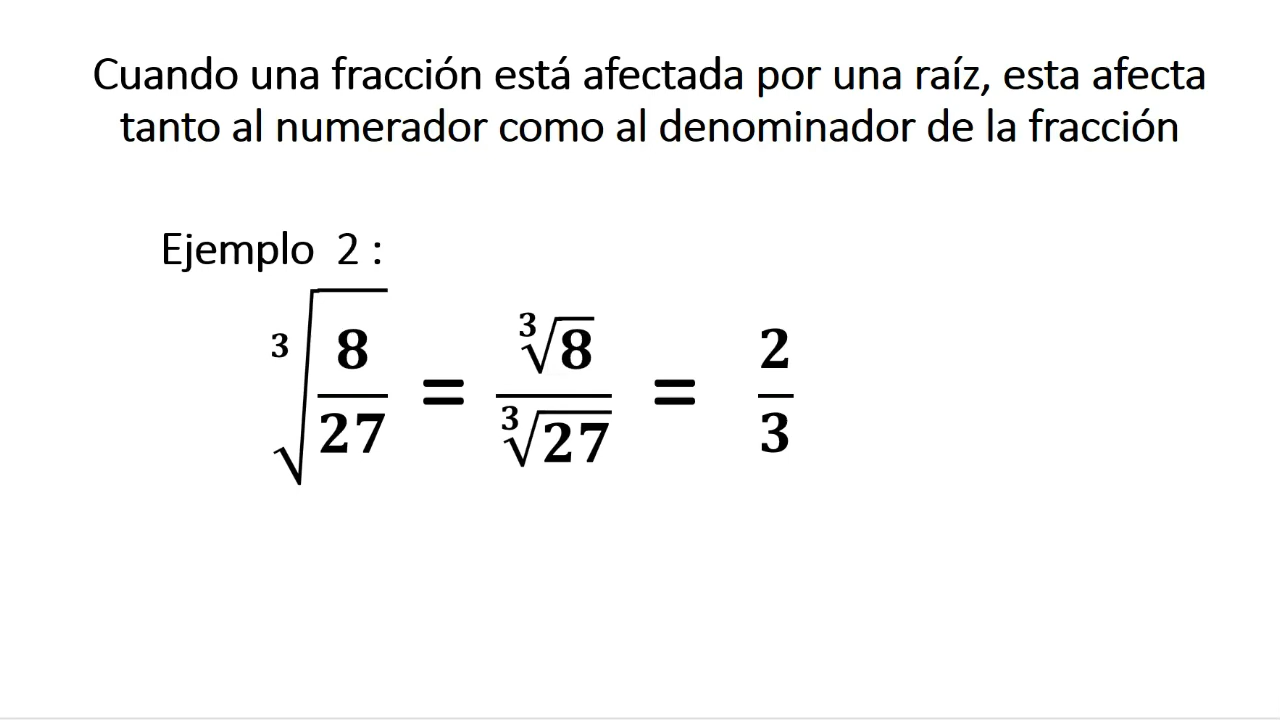 Cuando una fracción está afectada por una raíz, esta afecta
tanto al numerador como al denominador de la fracción
Ejemplo 2 :
∛(8/27) = ∛8/∛27 = 2/3